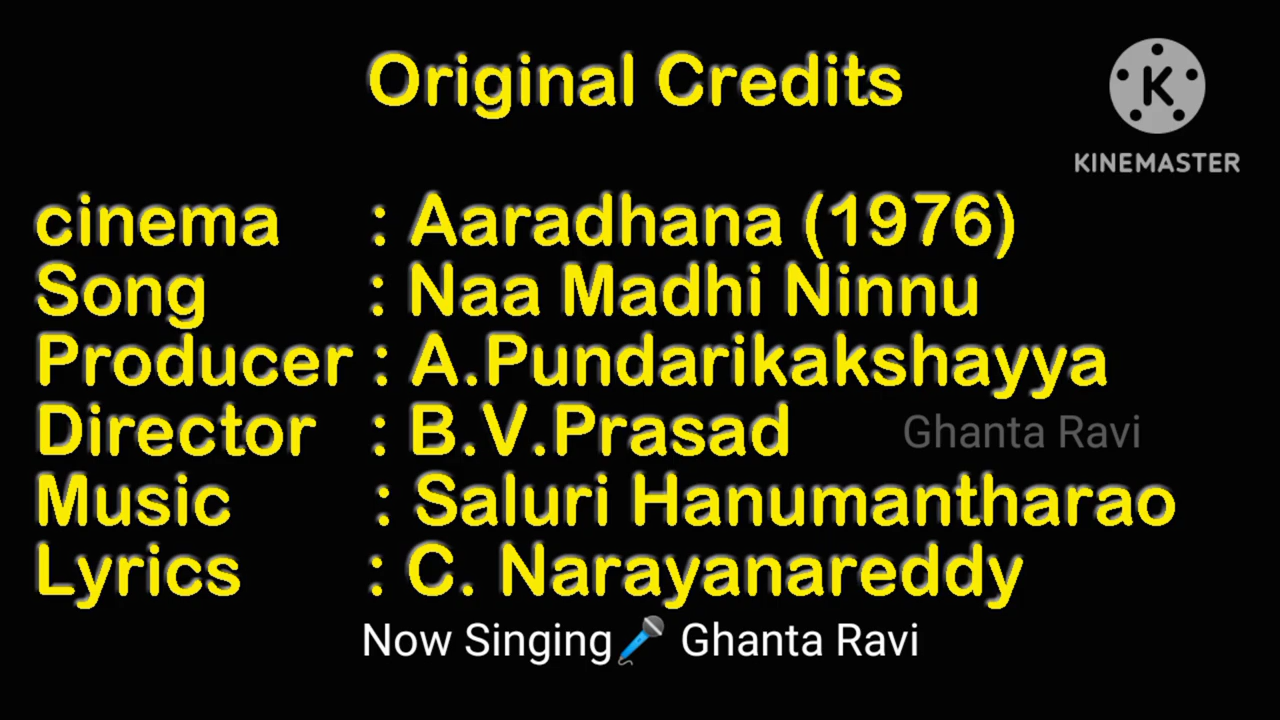 Original Credits
KINEMASTER
cinema : Aaradhana (1976)
Song : Naa Madhi Ninnu
Producer : A.Pundarikakshayya
Director : B.V.Prasad
Ghanta Ravi
Music : Saluri Hanumantharao
Lyrics : C. Narayanareddy
Now Singing🎤 Ghanta Ravi